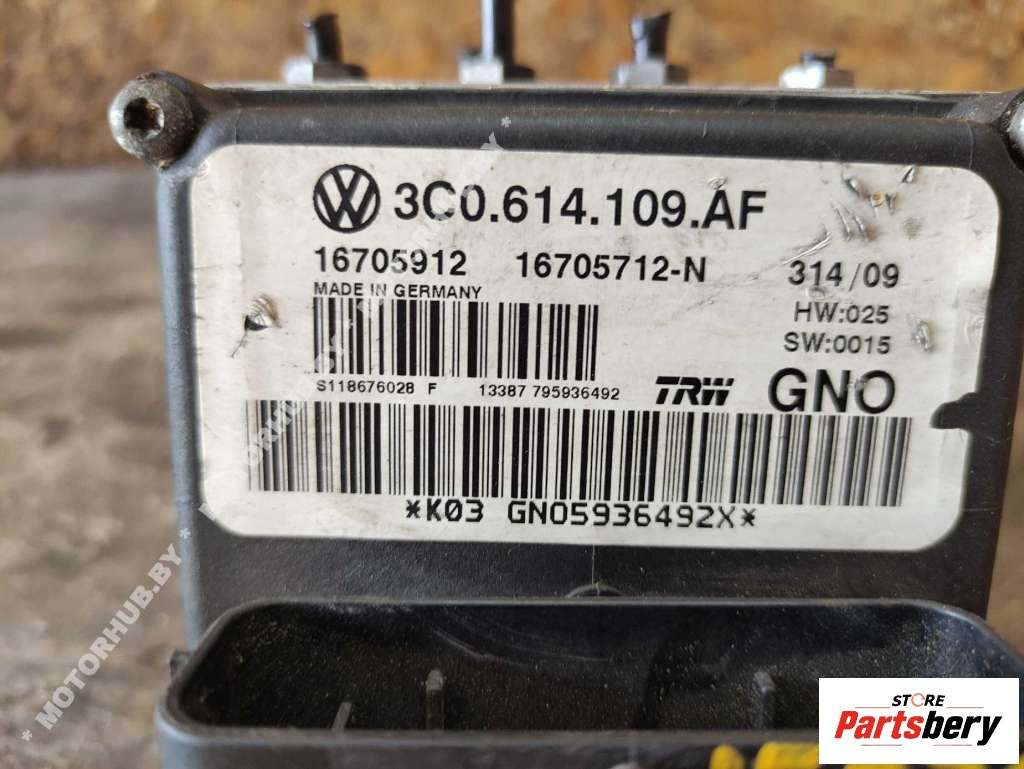 3C0.614.109.AF
16705912 16705712-N 314/09
MADE IN GERMANY
HW:025
SW:0015
S118676028 F 13387 795936492 TRW GNO
*K03 GNO5936492X*
* MOTORHUB.BY *
STORE
Partsbery